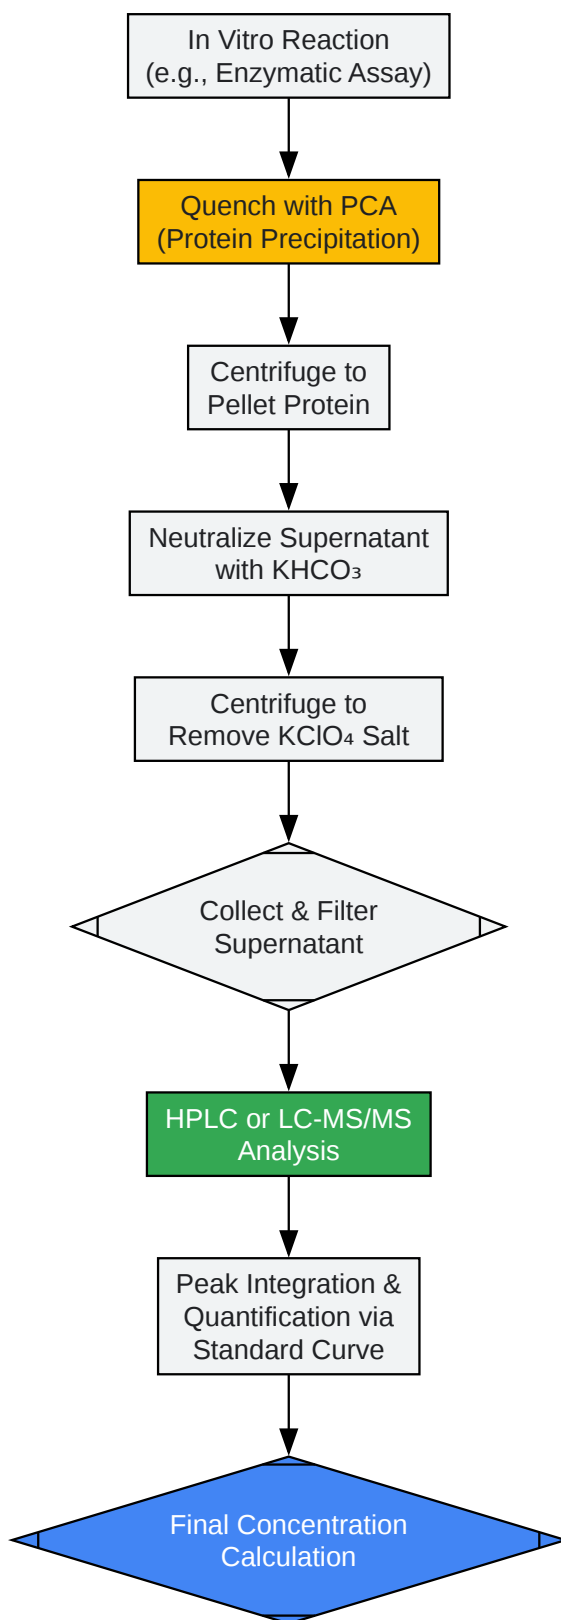 In Vitro Reaction
(e.g., Enzymatic Assay)
Quench with PCA
(Protein Precipitation)
Centrifuge to
Pellet Protein
Neutralize Supernatant
with KHCO₃
Centrifuge to
Remove KClO₄ Salt
Collect & Filter
Supernatant
HPLC or LC-MS/MS
Analysis
Peak Integration &
Quantification via
Standard Curve
Final Concentration
Calculation